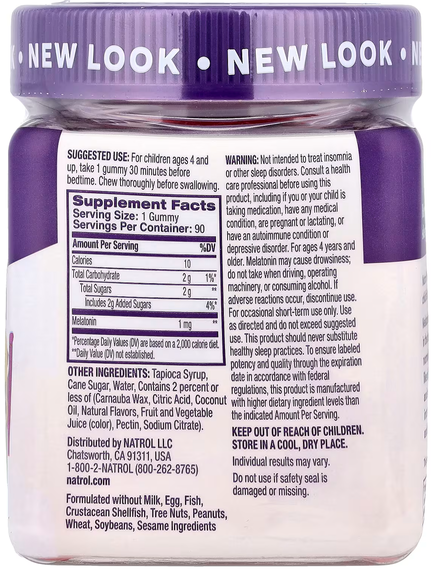 K • NEW LOOK • NEW LOOK • N
SUGGESTED USE: For children ages 4 and
up, take 1 gummy 30 minutes before
bedtime. Chew thoroughly before swallowing.
Supplement Facts
Serving Size: 1 Gummy
Servings Per Container: 90
Amount Per Serving %DV
Calories 10
Total Carbohydrate 2 g 1%*
Total Sugars 2 g **
Includes 2g Added Sugars 4%*
Melatonin 1 mg **
*Percentage Daily Values (DV) are based on a 2,000 calorie diet.
**Daily Value (DV) not established.
OTHER INGREDIENTS: Tapioca Syrup,
Cane Sugar, Water, Contains 2 percent or
less of (Carnauba Wax, Citric Acid, Coconut
Oil, Natural Flavors, Fruit and Vegetable
Juice (color), Pectin, Sodium Citrate).
Distributed by NATROL LLC
Chatsworth, CA 91311, USA
1-800-2-NATROL (800-262-8765)
natrol.com
Formulated without Milk, Egg, Fish,
Crustacean Shellfish, Tree Nuts, Peanuts,
Wheat, Soybeans, Sesame Ingredients
WARNING: Not intended to treat insomnia
or other sleep disorders. Consult a health
care professional before using this
product, including if you or your child is
taking medication, have any medical
condition, are pregnant or lactating, or
have an autoimmune condition or
depressive disorder. For ages 4 years and
older. Melatonin may cause drowsiness;
do not take when driving, operating
machinery, or consuming alcohol. If
adverse reactions occur, discontinue use.
For occasional short-term use only. Use
as directed and do not exceed suggested
use. This product should never substitute
healthy sleep practices. To ensure labeled
potency and quality through the expiration
date in accordance with federal
regulations, this product is manufactured
with higher dietary ingredient levels than
the indicated Amount Per Serving.
KEEP OUT OF REACH OF CHILDREN.
STORE IN A COOL, DRY PLACE.
Individual results may vary.
Do not use if safety seal is
damaged or missing.